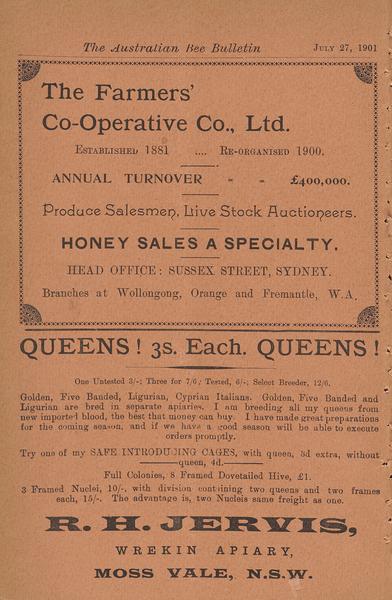 The Australian Bee Bulletin July 27, 1901
The Farmers'
Co-Operative Co., Ltd.
Established 1881 .... Re-organised 1900.
ANNUAL TURNOVER - - £400,000.
Produce Salesmen, Live Stock Auctioneers.
HONEY SALES A SPECIALTY.
HEAD OFFICE: SUSSEX STREET, SYDNEY.
Branches at Wollongong, Orange and Fremantle, W.A.
QUEENS! 3s. Each. QUEENS!
One Untested 3/-; Three for 7/6; Tested, 6/-; Select Breeder, 12/6.
Golden, Five Banded, Ligurian, Cyprian Italians. Golden, Five Banded and
Ligurian are bred in separate apiaries. I am breeding all my queens from
new imported blood, the best that money can buy. I have made great preparations
for the coming season, and if we have a good season will be able to execute
orders promptly.
Try one of my SAFE INTRODUCING CAGES, with queen, 3d extra, without
queen, 4d.
Full Colonies, 8 Framed Dovetailed Hive, £1.
3 Framed Nuclei, 10/-, with division containing two queens and two frames
each, 15/-. The advantage is, two Nucleis same freight as one.
R. H. JERVIS,
WREKIN APIARY,
MOSS VALE, N.S.W.